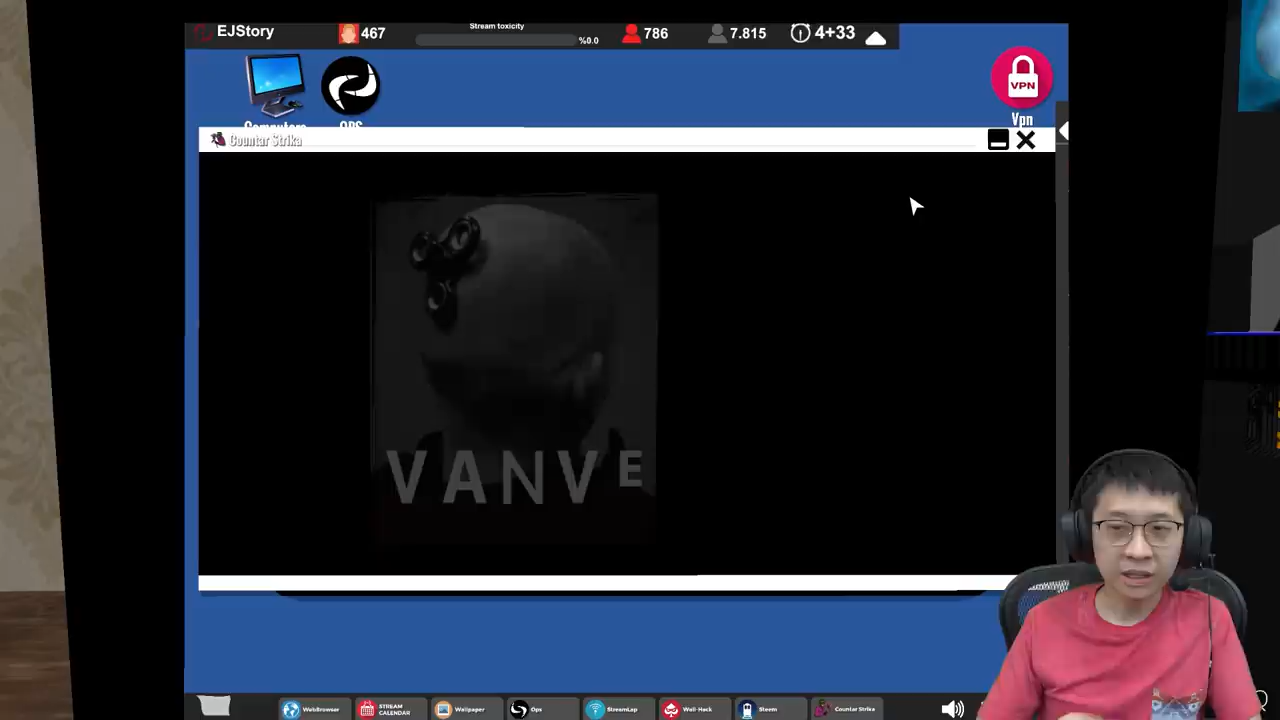 EJStory
467
Stream toxicity
%0.0
786
7.815
4+33
VPN
Vpn
Countar Strika
VANVE
WebBrowser
STREAM
CALENDAR
Wallpaper
Ops
StreamLap
Wall-Hack
Steem
Countar Strika